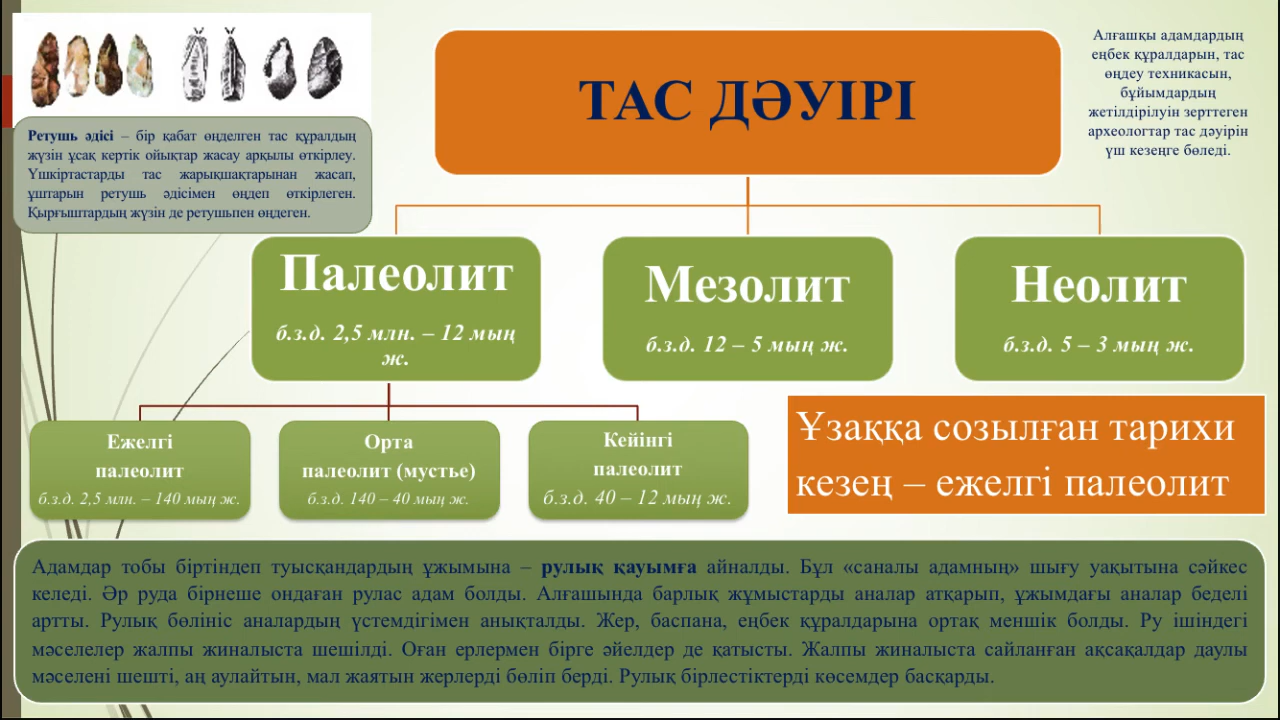 ТАС ДӘУІРІ
Алғашқы адамдардың
еңбек құралдарын, тас
өңдеу техникасын,
бұйымдардың
жетілдірілуін зерттеген
археологтар тас дәуірін
үш кезеңге бөледі.
Ретушь әдісі – бір қабат өңделген тас құралдың
жүзін ұсақ кертік ойықтар жасау арқылы өткірлеу.
Үшкіртастарды тас жарықшақтарынан жасап,
ұштарын ретушь әдісімен өңдеп өткірлеген.
Қырғыштардың жүзін де ретушьпен өңдеген.
Палеолит
б.з.д. 2,5 млн. – 12 мың
ж.
Мезолит
б.з.д. 12 – 5 мың ж.
Неолит
б.з.д. 5 – 3 мың ж.
Ежелгі
палеолит
б.з.д. 2,5 млн. – 140 мың ж.
Орта
палеолит (мустье)
б.з.д. 140 – 40 мың ж.
Кейінгі
палеолит
б.з.д. 40 – 12 мың ж.
Ұзаққа созылған тарихи
кезең – ежелгі палеолит
Адамдар тобы біртіндеп туысқандардың ұжымына – рулық қауымға айналды. Бұл «саналы адамның» шығу уақытына сәйкес
келеді. Әр руда бірнеше ондаған рулас адам болды. Алғашында барлық жұмыстарды аналар атқарып, ұжымдағы аналар беделі
артты. Рулық бөлініс аналардың үстемдігімен анықталды. Жер, баспана, еңбек құралдарына ортақ меншік болды. Ру ішіндегі
мәселелер жалпы жиналыста шешілді. Оған ерлермен бірге әйелдер де қатысты. Жалпы жиналыста сайланған ақсақалдар даулы
мәселені шешті, аң аулайтын, мал жаятын жерлерді бөліп берді. Рулық бірлестіктерді көсемдер басқарды.